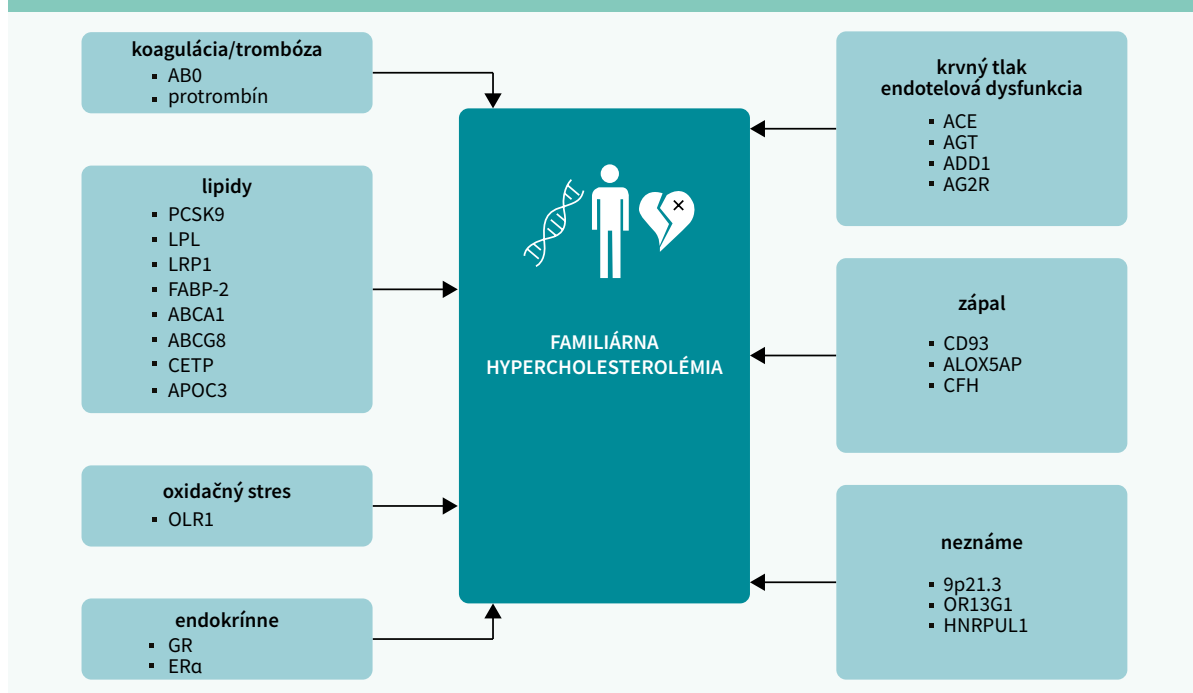 koagulácia/trombóza
▪ AB0
▪ protrombín
lipidy
▪ PCSK9
▪ LPL
▪ LRP1
▪ FABP-2
▪ ABCA1
▪ ABCG8
▪ CETP
▪ APOC3
oxidačný stres
▪ OLR1
endokrínne
▪ GR
▪ ERα
FAMILIÁRNA
HYPERCHOLESTEROLÉMIA
krvný tlak
endotelová dysfunkcia
▪ ACE
▪ AGT
▪ ADD1
▪ AG2R
zápal
▪ CD93
▪ ALOX5AP
▪ CFH
neznáme
▪ 9p21.3
▪ OR13G1
▪ HNRPUL1